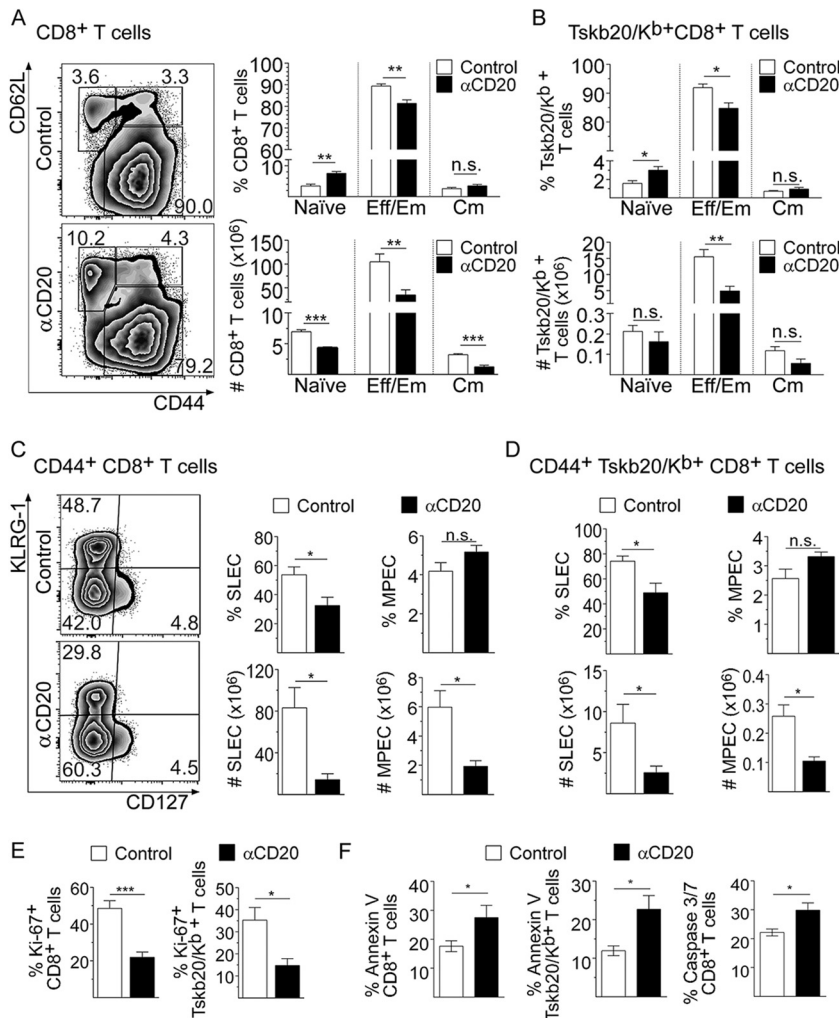 A
CD8+ T cells
CD62L
Control
3.6
3.3
90.0
αCD20
10.2
4.3
79.2
CD44
% CD8+ T cells
100
90
80
70
60
10
0
**
**
n.s.
Control
αCD20
Naïve
Eff/Em
Cm
# CD8+ T cells (x10⁶)
150
100
50
10
5
0
***
**
***
Control
αCD20
Naïve
Eff/Em
Cm
B
Tskb20/Kb+CD8+ T cells
% Tskb20/Kb +
T cells
100
90
80
70
60
4
2
0
*
*
n.s.
Control
αCD20
Naïve
Eff/Em
Cm
# Tskb20/Kb +
T cells (x10⁶)
15
10
5
0.3
0.2
0.1
n.s.
**
n.s.
Control
αCD20
Naïve
Eff/Em
Cm
C
CD44+ CD8+ T cells
KLRG-1
Control
48.7
42.0
4.8
αCD20
29.8
60.3
4.5
CD127
Control
αCD20
% SLEC
80
60
40
20
0
*
% MPEC
6
4
2
0
n.s.
# SLEC (x10⁶)
120
80
40
*
# MPEC (x10⁶)
8
6
4
2
*
D
CD44+ Tskb20/Kb+ CD8+ T cells
Control
αCD20
% SLEC
100
80
60
40
20
0
*
% MPEC
5
4
3
2
1
n.s.
# SLEC (x10⁶)
15
10
5
*
# MPEC (x10⁶)
0.4
0.3
0.2
0.1
*
E
Control
αCD20
% Ki-67+
CD8+ T cells
60
40
20
0
***
% Ki-67+
Tskb20/Kb + T cells
50
40
30
20
10
*
F
Control
αCD20
% Annexin V
CD8+ T cells
40
30
20
10
*
% Annexin V
Tskb20/Kb+ T cells
30
20
10
*
% Caspase 3/7
CD8+ T cells
40
30
20
10
*